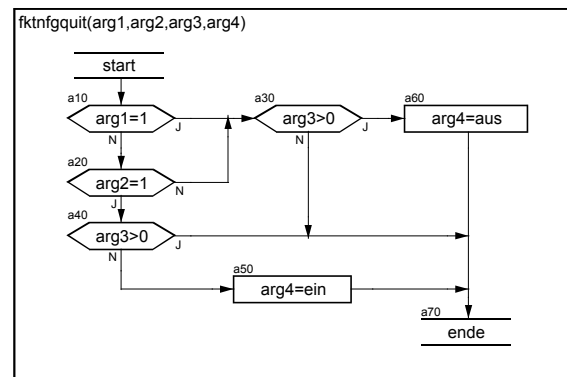 fktnfgquit(arg1,arg2,arg3,arg4)
start
a10
arg1=1
J
N
a30
arg3>0
J
N
a60
arg4=aus
a20
arg2=1
N
J
a40
arg3>0
J
N
a50
arg4=ein
a70
ende